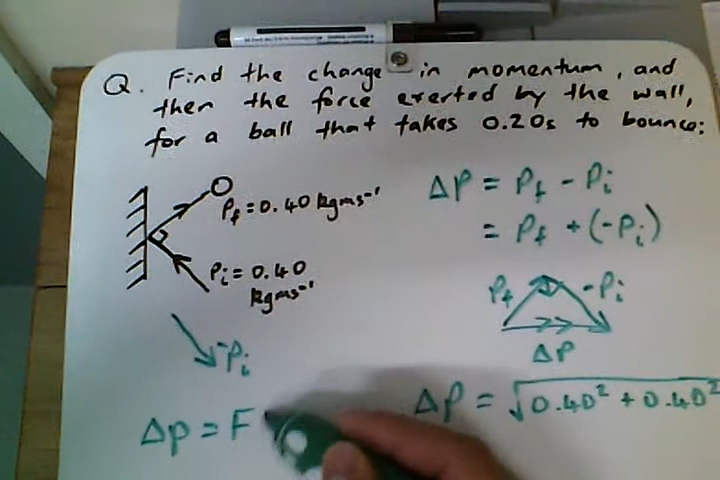 Q. Find the change in momentum, and
then the force exerted by the wall,
for a ball that takes 0.20s to bounce:
Pf = 0.40 kgms⁻¹
Pi = 0.40
kgms⁻¹
-Pi
ΔP = Pf - Pi
= Pf + (-Pi)
Pf -Pi
ΔP
ΔP = √0.40² + 0.40²
Δp = F